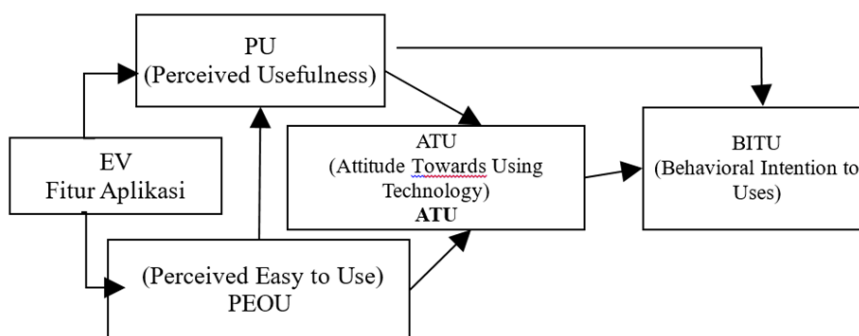 PU
(Perceived Usefulness)
EV
Fitur Aplikasi
ATU
(Attitude Towards Using
Technology)
ATU
BITU
(Behavioral Intention to
Uses)
(Perceived Easy to Use)
PEOU